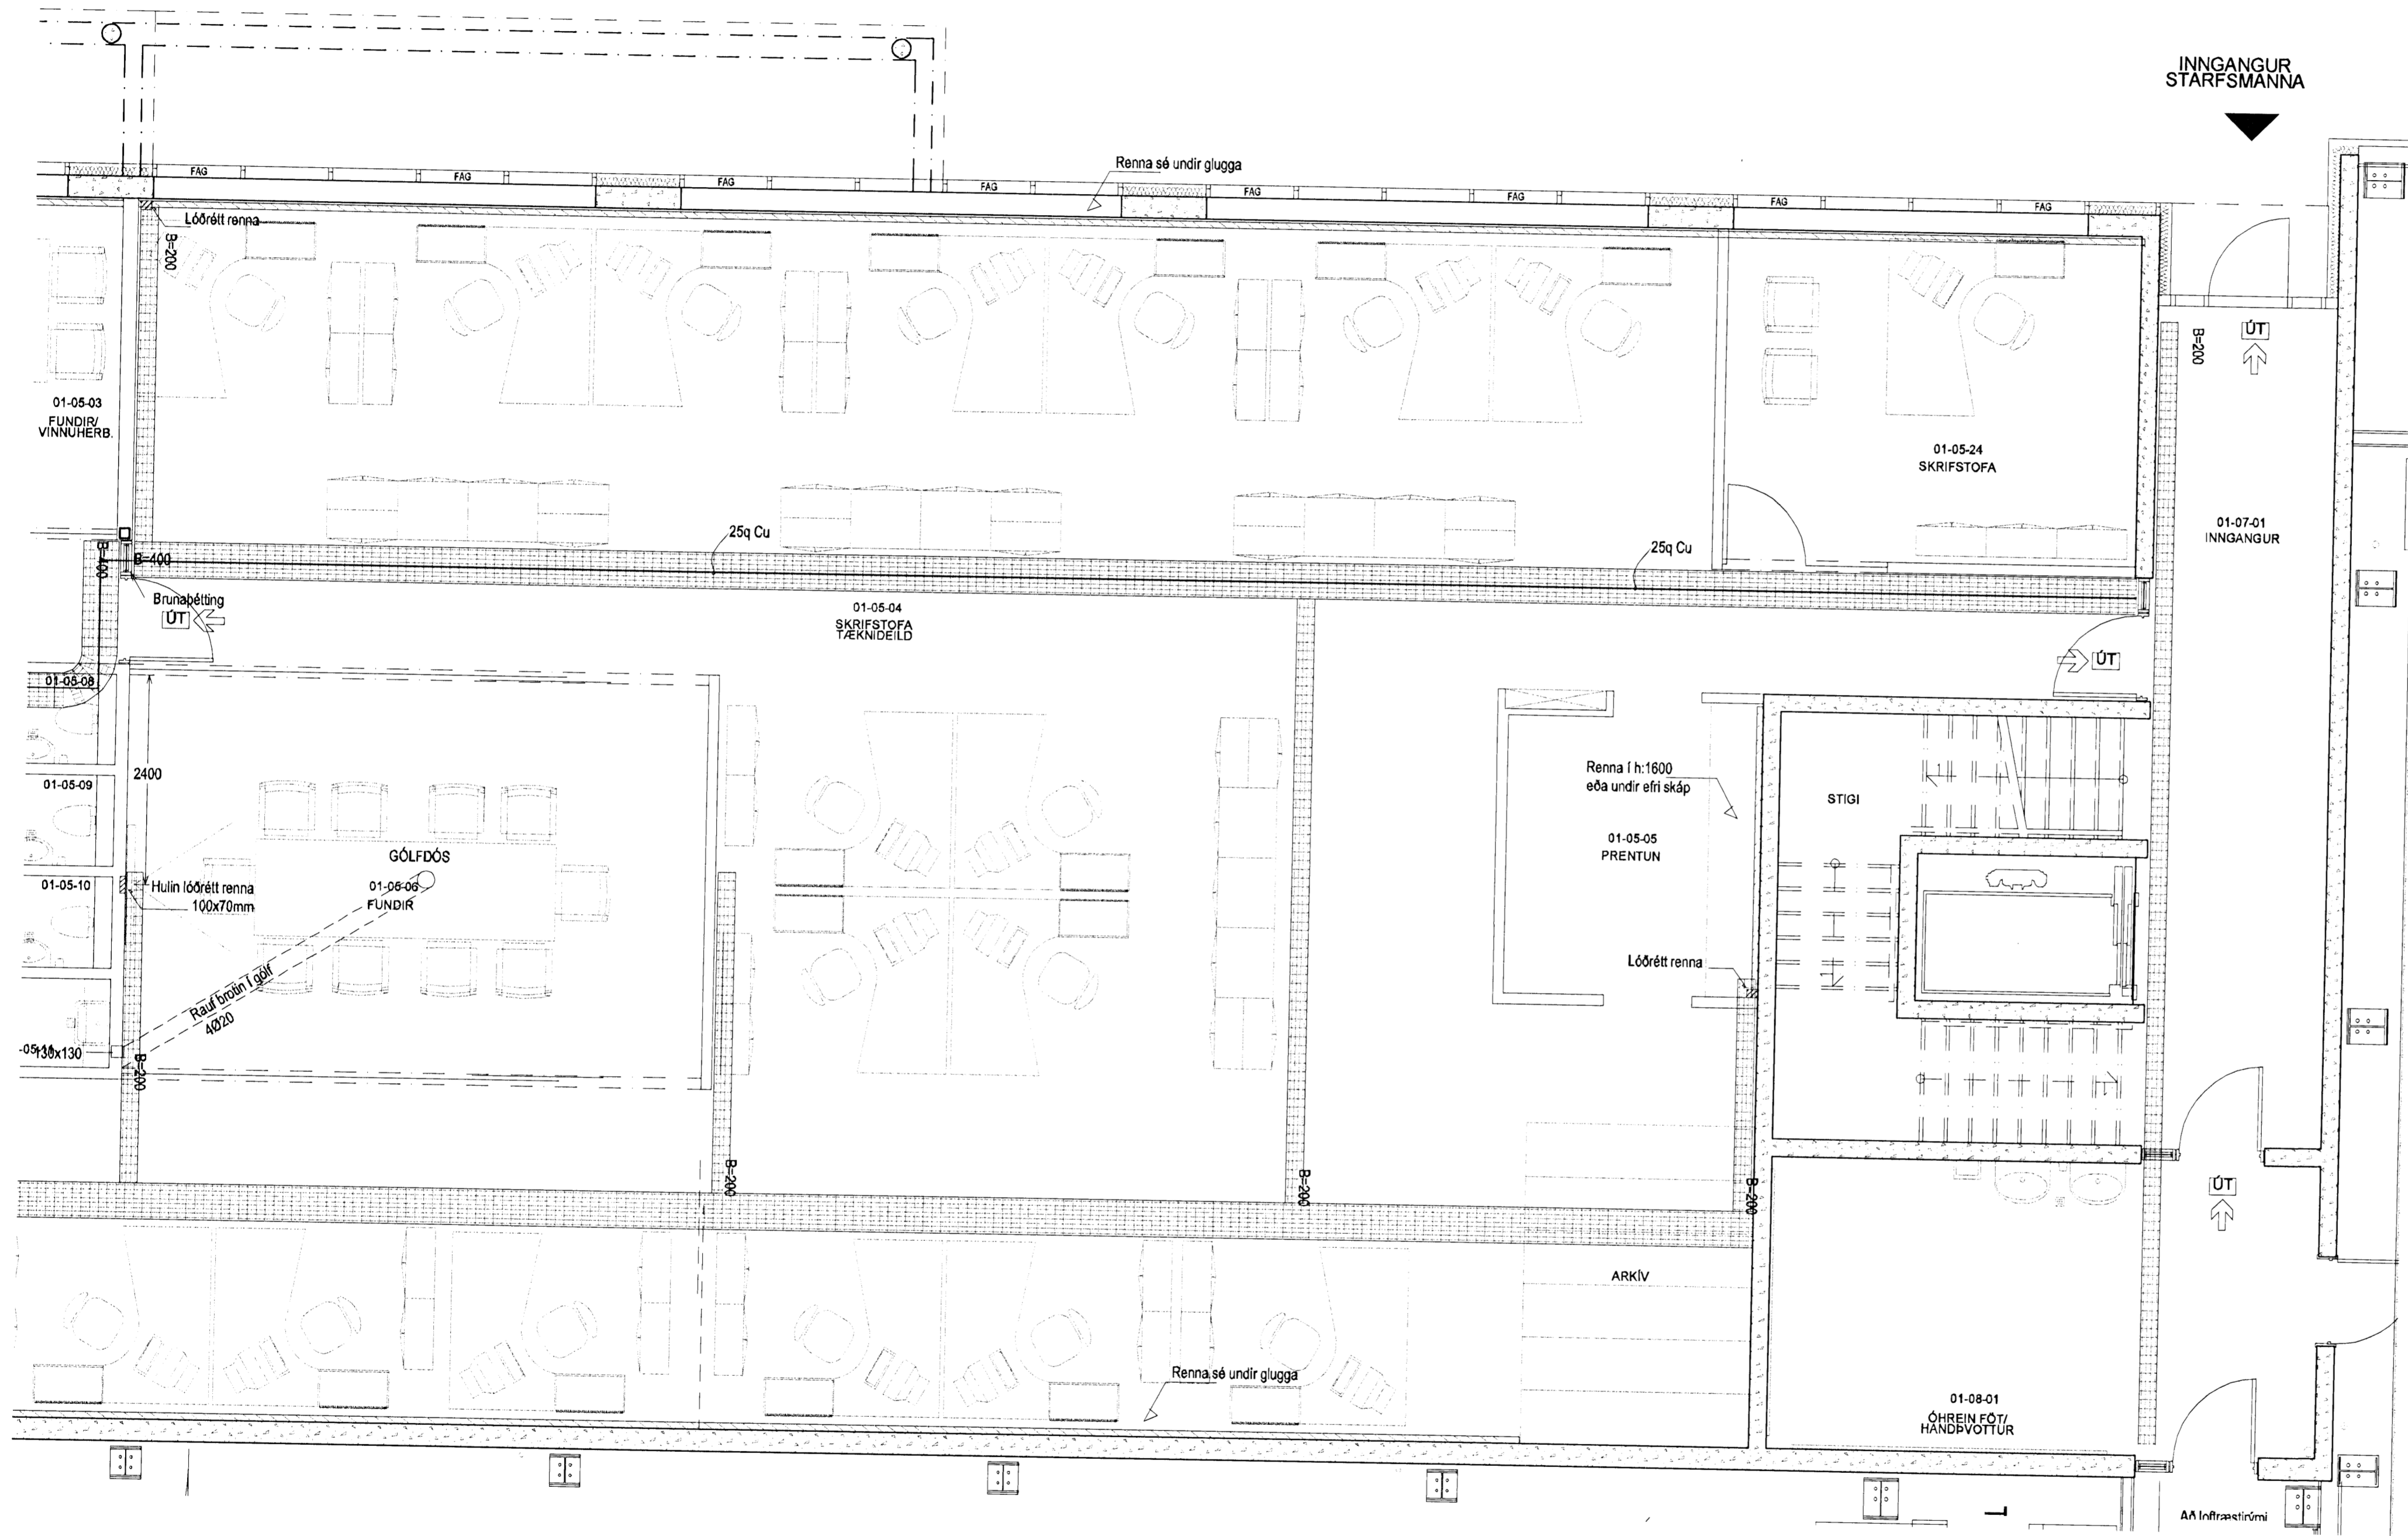 INNGANGUR
STARFSMANNA
Renna sé undir glugga
FAG
FAG
FAG
FAG
FAG
FAG
FAG
FAG
Lóðrétt renna
B=200
B=200
ÚT
01-05-03
FUNDIR/
VINNUHERB.
01-05-24
SKRIFSTOFA
01-07-01
INNGANGUR
25q Cu
25q Cu
B=400
B=400
Brunaþétting
ÚT
01-05-04
SKRIFSTOFA
TÆKNIDEILD
ÚT
01-05-08
2400
01-05-09
Renna í h:1600
eða undir efri skáp
STIGI
01-05-05
PRENTUN
GÓLFDÓS
01-05-10
Hulin lóðrétt renna
100x70mm
01-05-06
FUNDIR
Lóðrétt renna
Rauf brotin í gólf
4Ø20
130x130
B=200
B=200
B=200
B=200
ÚT
ARKÍV
Renna sé undir glugga
01-08-01
ÓHREIN FÖT/
HANDÞVOTTUR
Að loftræstirými